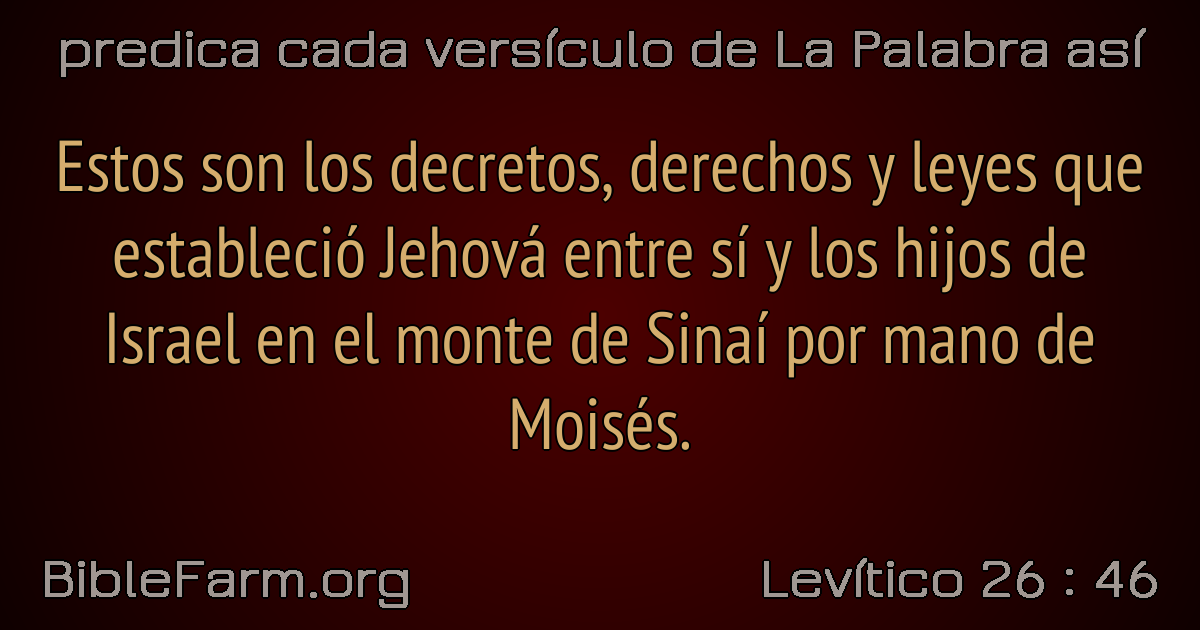 predica cada versículo de La Palabra así
Estos son los decretos, derechos y leyes que
estableció Jehová entre sí y los hijos de
Israel en el monte de Sinaí por mano de
Moisés.
BibleFarm.org
Levítico 26 : 46